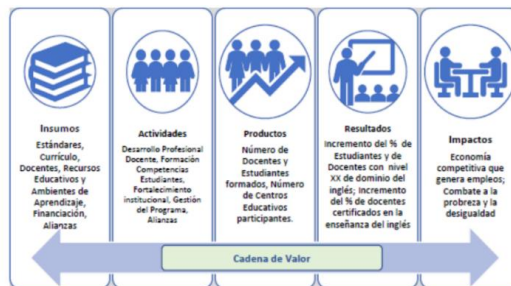 Insumos
Estándares,
Currículo,
Docentes, Recursos
Educativos y
Ambientes de
Aprendizaje,
Financiación,
Alianzas
Actividades
Desarrollo Profesional
Docente, Formación
Competencias
Estudiantes,
Fortalecimiento
institucional, Gestión
del Programa,
Alianzas
Productos
Número de
Docentes y
Estudiantes
formados, Número
de Centros
Educativos
participantes.
Resultados
Incremento del % de
Estudiantes y de
Docentes con nivel
XX de dominio del
inglés; Incremento
del % de docentes
certificados en la
enseñanza del inglés
Impactos
Economía
competitiva que
genera empleos;
Combate a la
probreza y la
desigualdad
Cadena de Valor